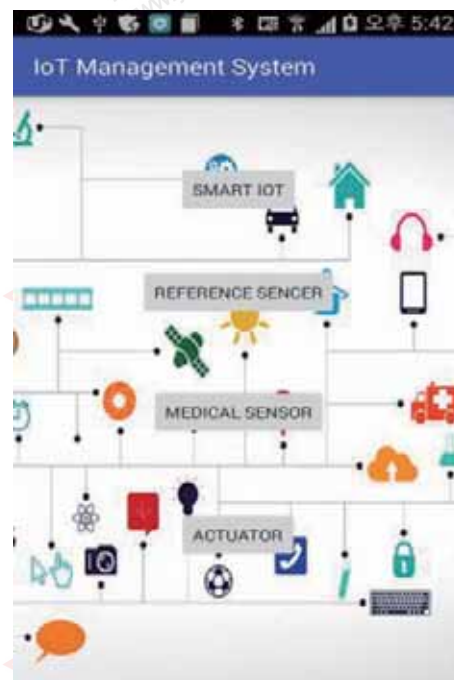 오후 5:42
IoT Management System
SMART IOT
REFERENCE SENCER
MEDICAL SENSOR
ACTUATOR